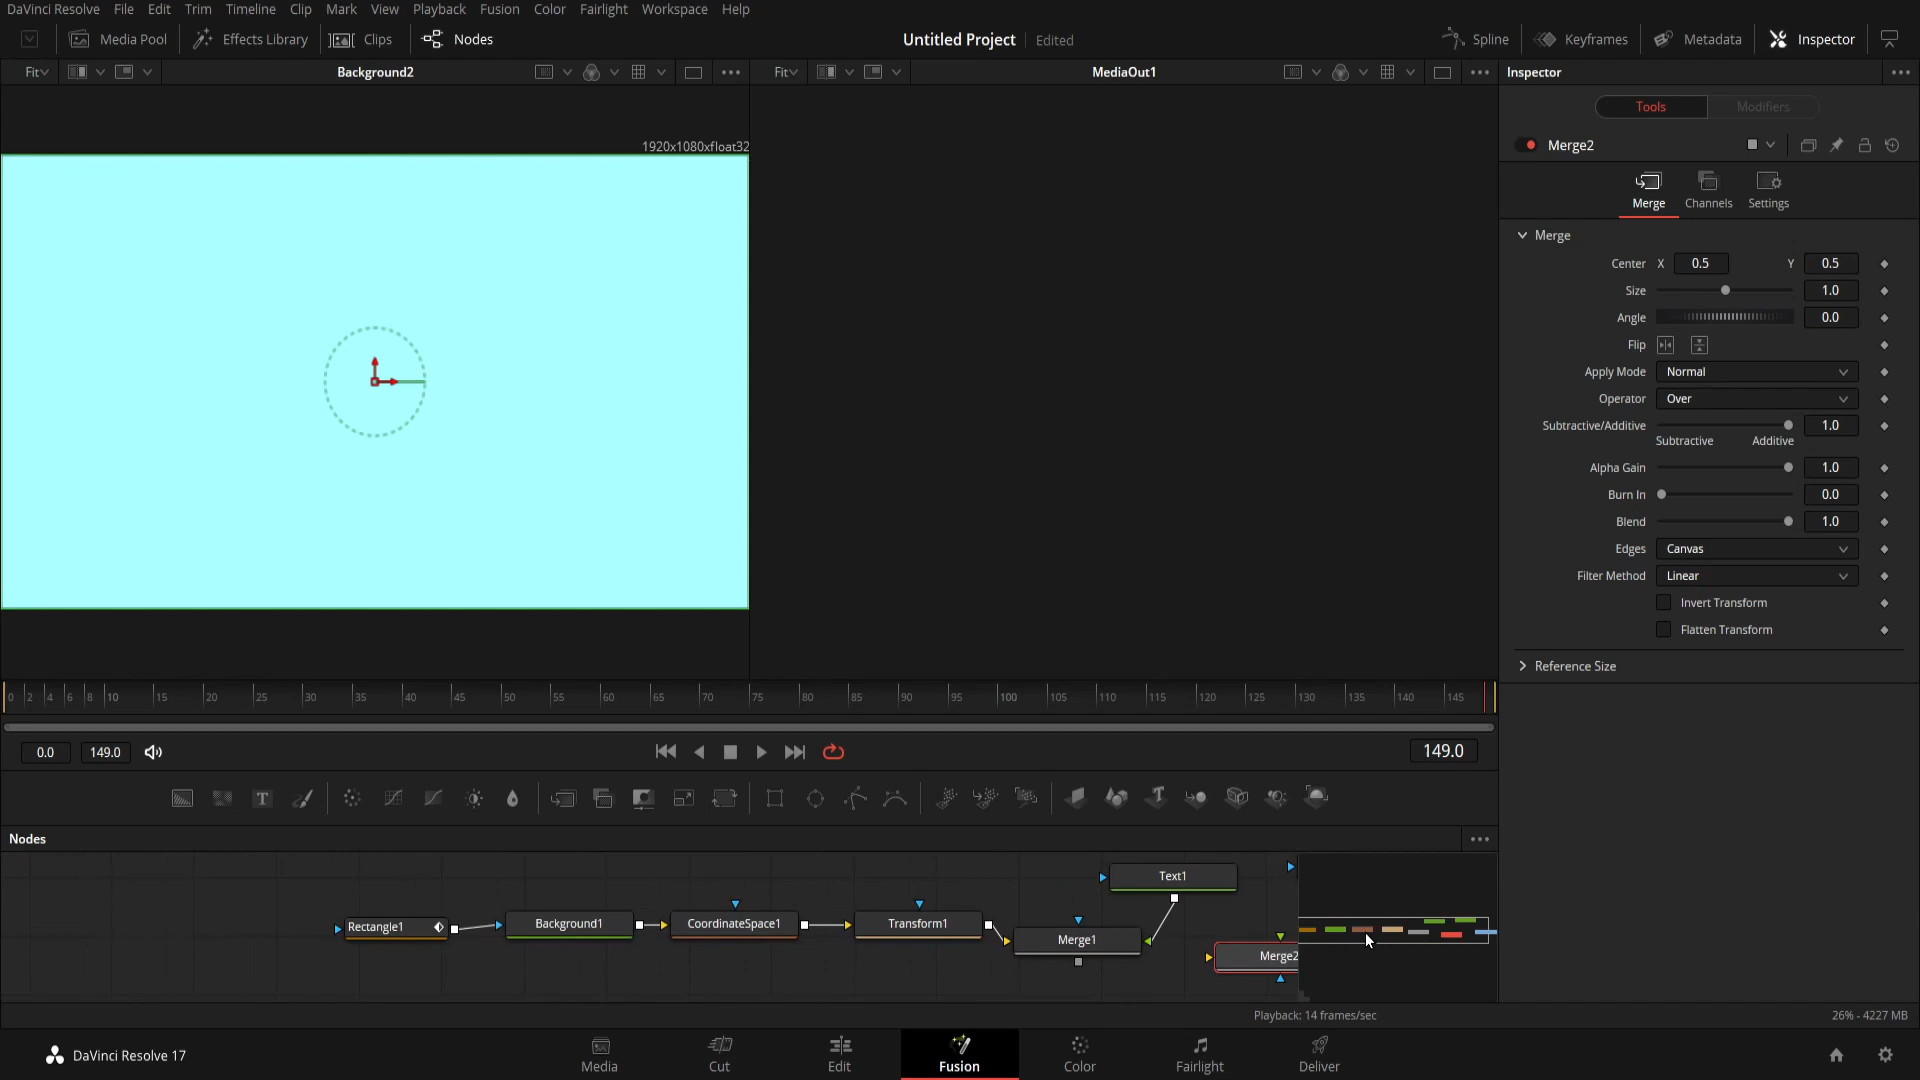 DaVinci Resolve File Edit Trim Timeline Clip Mark View Playback Fusion Color Fairlight Workspace Help
Media Pool Effects Library Clips Nodes Untitled Project Edited Spline Keyframes Metadata Inspector
Fit Background2 Fit MediaOut1 Inspector
Tools Modifiers
1920x1080xfloat32
Merge2
Merge Channels Settings
Merge
Center X 0.5 Y 0.5
Size 1.0
Angle 0.0
Flip
Apply Mode Normal
Operator Over
Subtractive/Additive 1.0
Subtractive Additive
Alpha Gain 1.0
Burn In 0.0
Blend 1.0
Edges Canvas
Filter Method Linear
Invert Transform
Flatten Transform
Reference Size
0 2 4 6 8 10 15 20 25 30 35 40 45 50 55 60 65 70 75 80 85 90 95 100 105 110 115 120 125 130 135 140 145
0.0 149.0 149.0
T
Nodes
Text1
Rectangle1 Background1 CoordinateSpace1 Transform1 Merge1 Merge2
Playback: 14 frames/sec 26% - 4227 MB
DaVinci Resolve 17 Media Cut Edit Fusion Color Fairlight Deliver